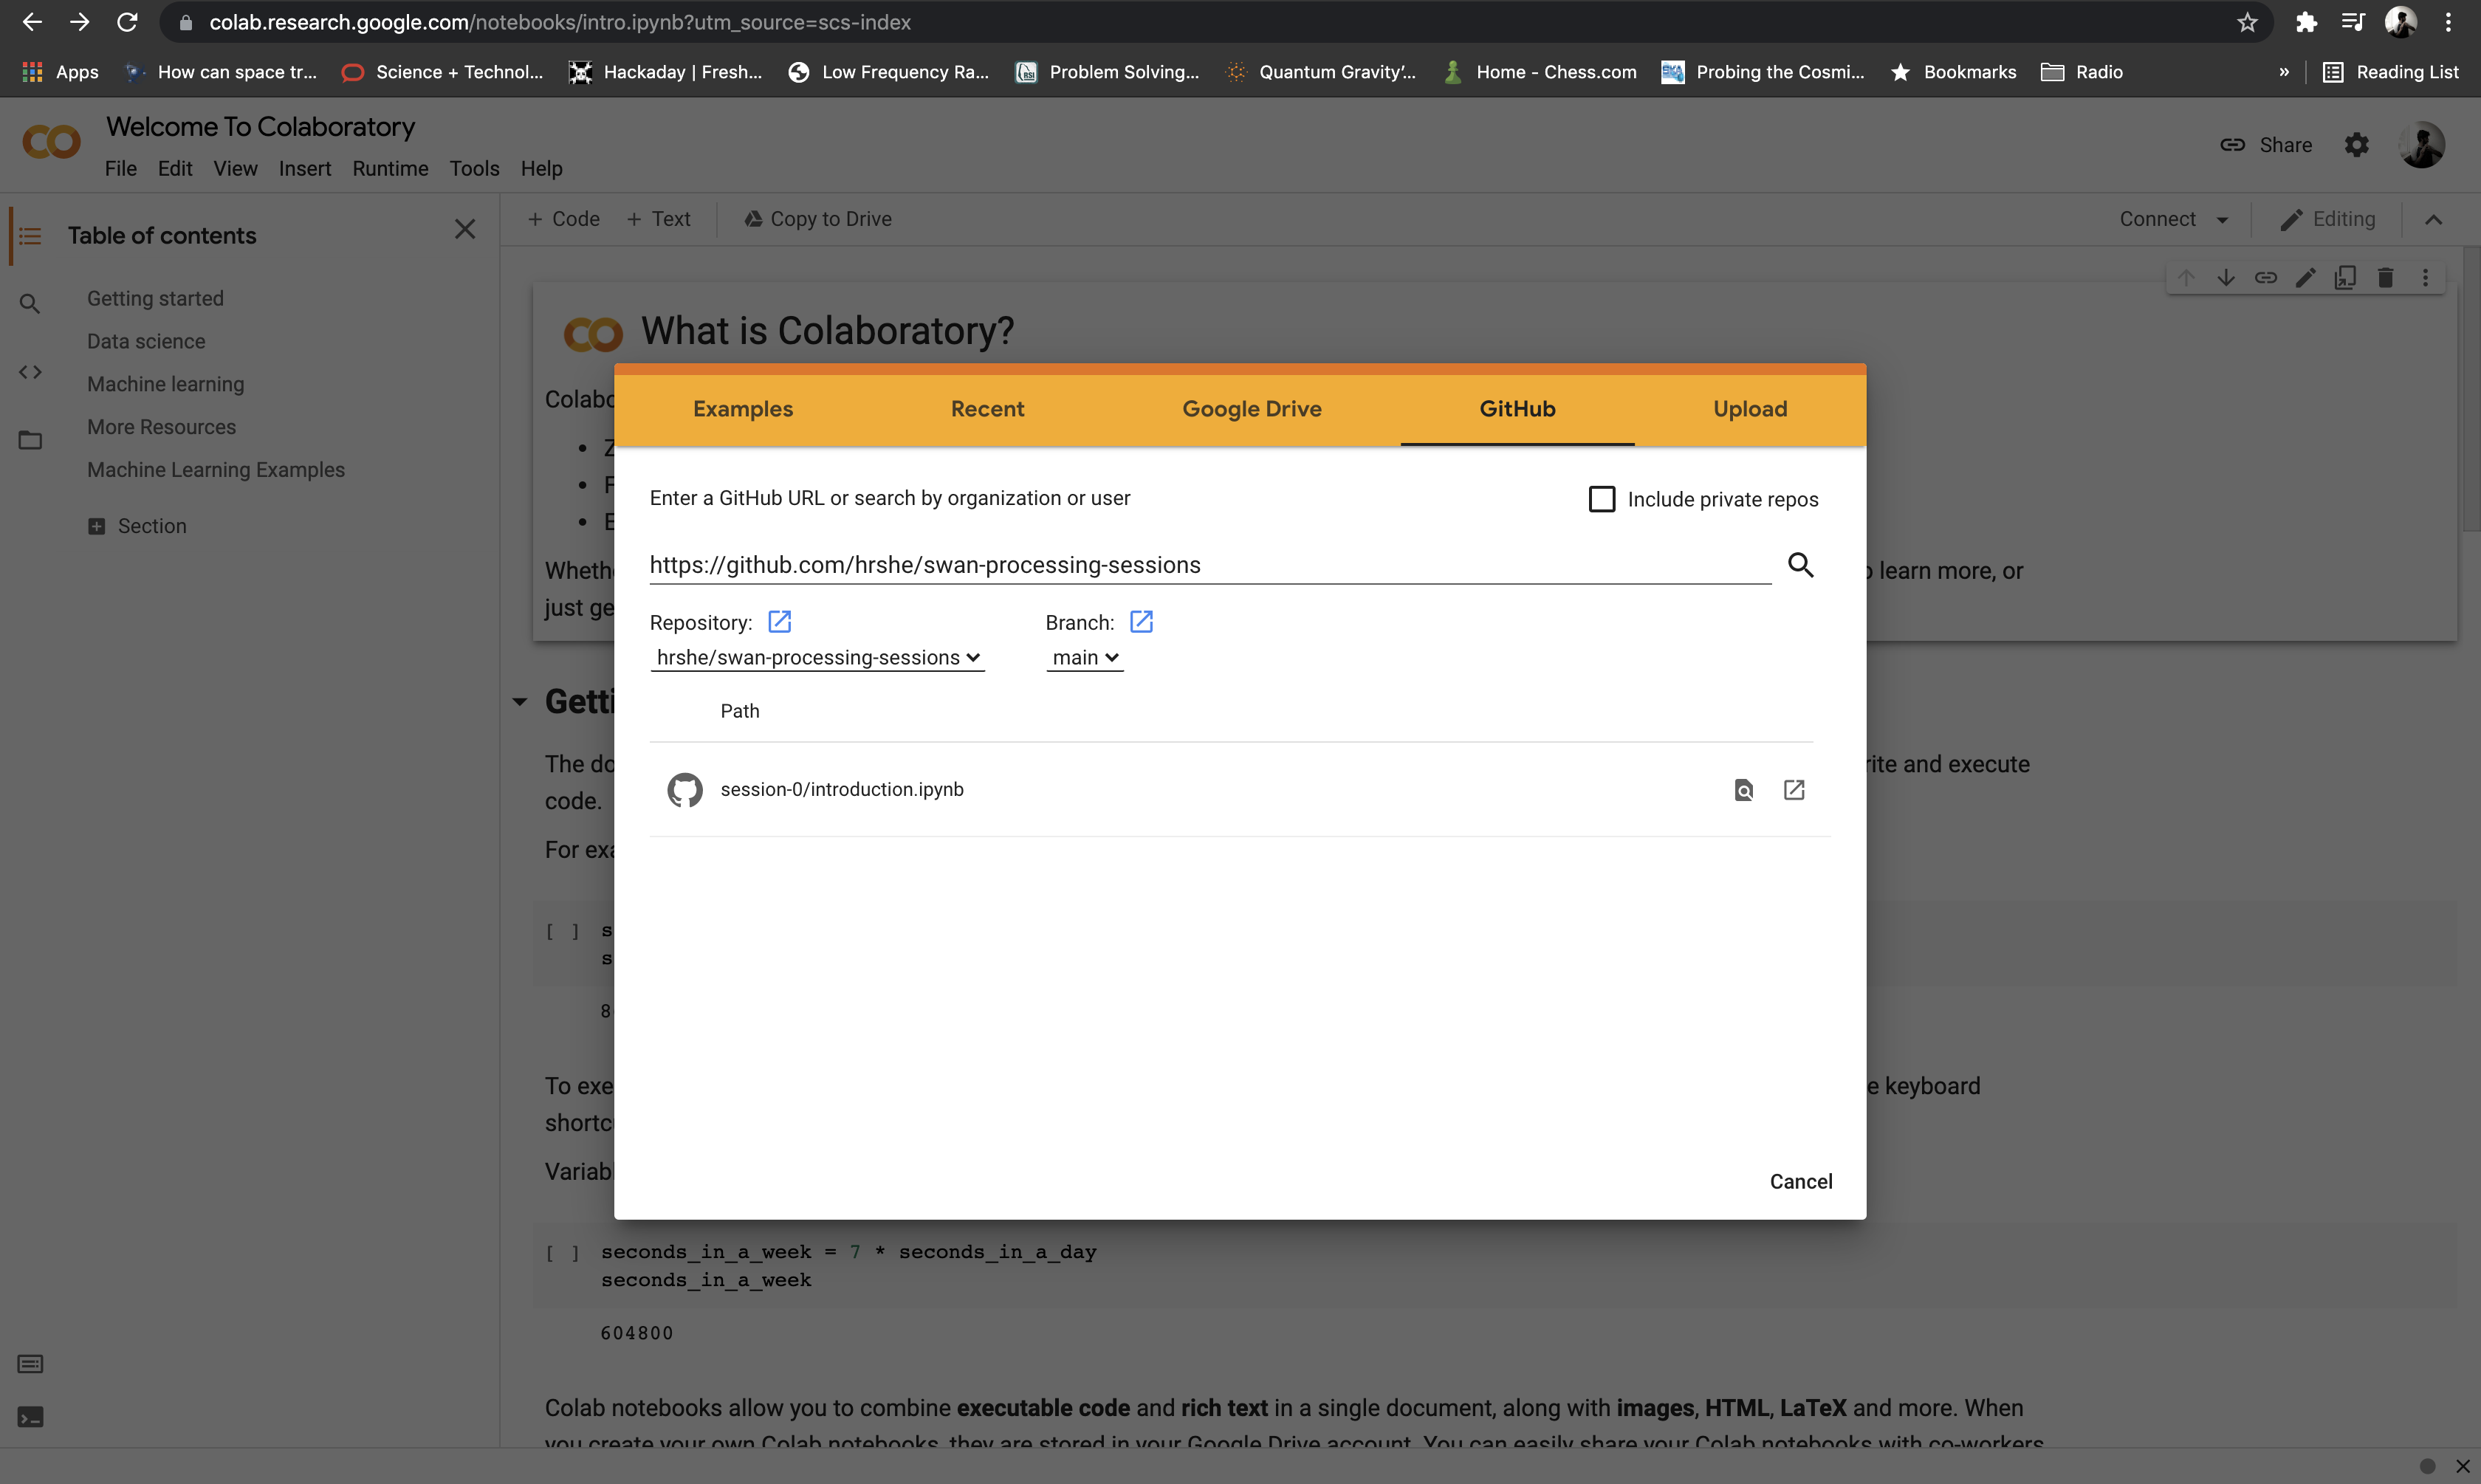 colab.research.google.com/notebooks/intro.ipynb?utm_source=scs-index
Apps
How can space tr...
Science + Technol...
Hackaday | Fresh...
Low Frequency Ra...
Problem Solving...
Quantum Gravity'...
Home - Chess.com
Probing the Cosmi...
Bookmarks
Radio
»
Reading List
Welcome To Colaboratory
File Edit View Insert Runtime Tools Help
Share
Table of contents
Getting started
Data science
Machine learning
More Resources
Machine Learning Examples
Section
+ Code + Text Copy to Drive
Connect
Editing
What is Colaboratory?
Colabo
Z
F
E
Wheth
o learn more, or
just ge
Examples Recent Google Drive GitHub Upload
Enter a GitHub URL or search by organization or user
Include private repos
https://github.com/hrshe/swan-processing-sessions
Repository:
Branch:
hrshe/swan-processing-sessions
main
Path
session-0/introduction.ipynb
Cancel
Getti
The do
rite and execute
code.
For exa
[ ] s
s
8
To exe
e keyboard
shortc
Variab
[ ] seconds_in_a_week = 7 * seconds_in_a_day
seconds_in_a_week
604800
Colab notebooks allow you to combine executable code and rich text in a single document, along with images, HTML, LaTeX and more. When
you create your own Colab notebooks, they are stored in your Google Drive account. You can easily share your Colab notebooks with co-workers